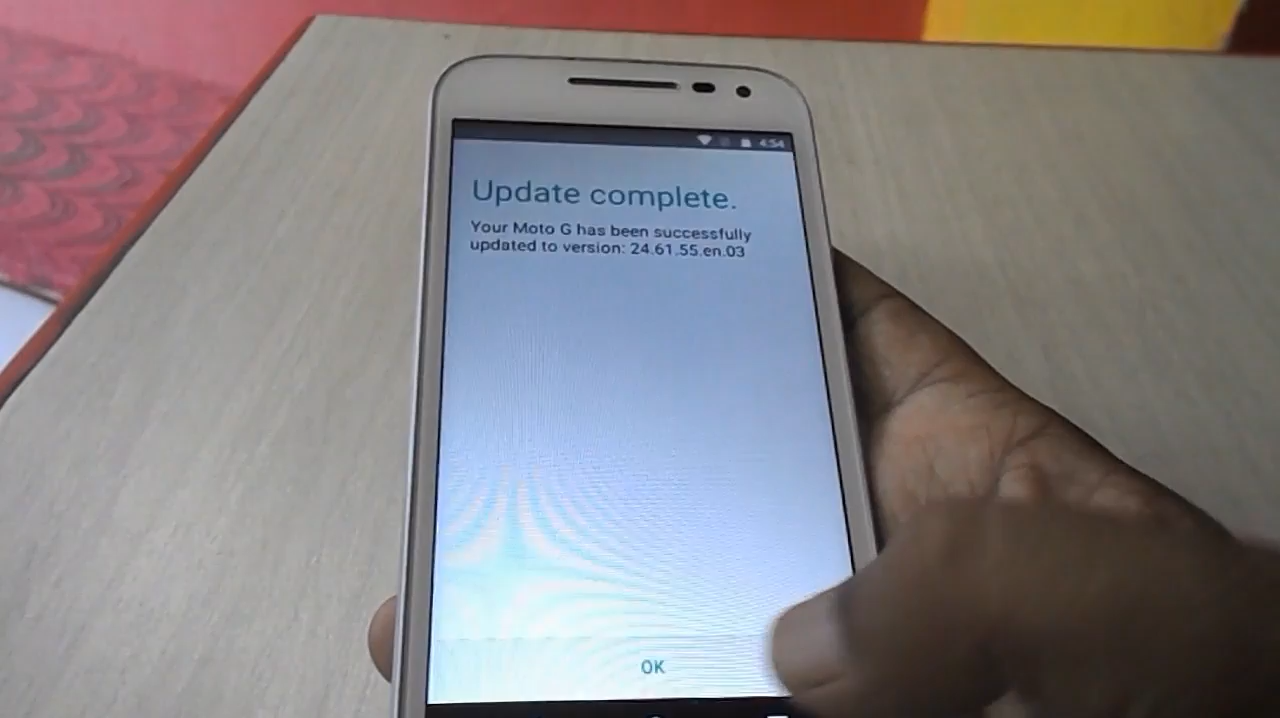 4:54
Update complete.
Your Moto G has been successfully
updated to version: 24.61.55.en.03
OK